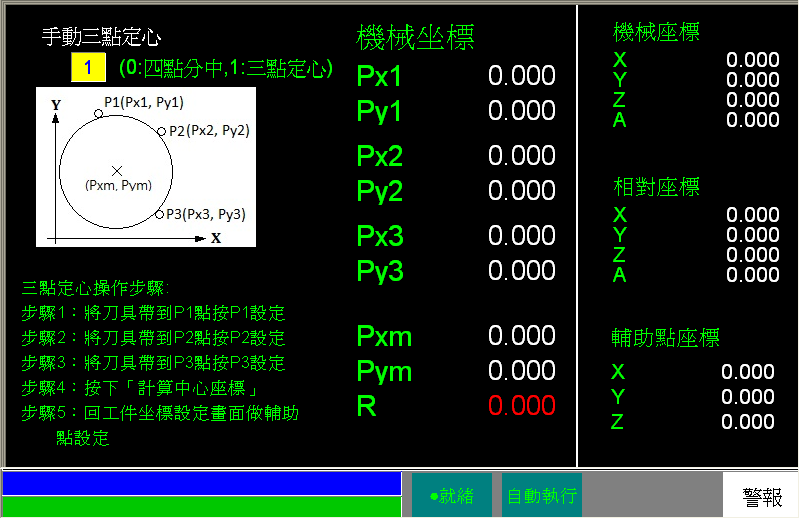 手動三點定心
1 (0:四點分中,1:三點定心)
Y
P1(Px1, Py1)
P2(Px2, Py2)
(Pxm, Pym)
P3(Px3, Py3)
X
三點定心操作步驟:
步驟1：將刀具帶到P1點按P1設定
步驟2：將刀具帶到P2點按P2設定
步驟3：將刀具帶到P3點按P3設定
步驟4：按下「計算中心座標」
步驟5：回工件坐標設定畫面做輔助
點設定
機械坐標
Px1 0.000
Py1 0.000
Px2 0.000
Py2 0.000
Px3 0.000
Py3 0.000
Pxm 0.000
Pym 0.000
R 0.000
機械座標
X 0.000
Y 0.000
Z 0.000
A 0.000
相對座標
X 0.000
Y 0.000
Z 0.000
A 0.000
輔助點座標
X 0.000
Y 0.000
Z 0.000
●就緒
自動執行
警報